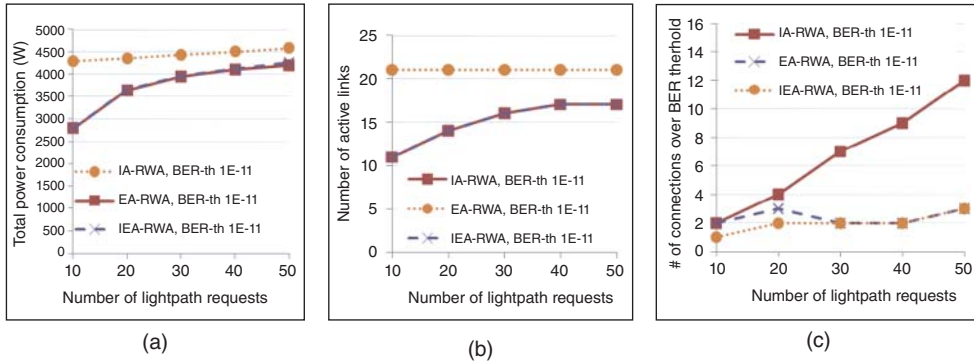 5000
4500
4000
3500
3000
2500
2000
1500
1000
500
0
Total power consumption (W)
IA-RWA, BER-th 1E-11
EA-RWA, BER-th 1E-11
IEA-RWA, BER-th 1E-11
10 20 30 40 50
Number of lightpath requests
(a)
25
20
15
10
5
0
Number of active links
IA-RWA, BER-th 1E-11
EA-RWA, BER-th 1E-11
IEA-RWA, BER-th 1E-11
10 20 30 40 50
Number of lightpath requests
(b)
16
14
12
10
8
6
4
2
0
# of connections over BER therhold
IA-RWA, BER-th 1E-11
EA-RWA, BER-th 1E-11
IEA-RWA, BER-th 1E-11
10 20 30 40 50
Number of lightpath requests
(c)